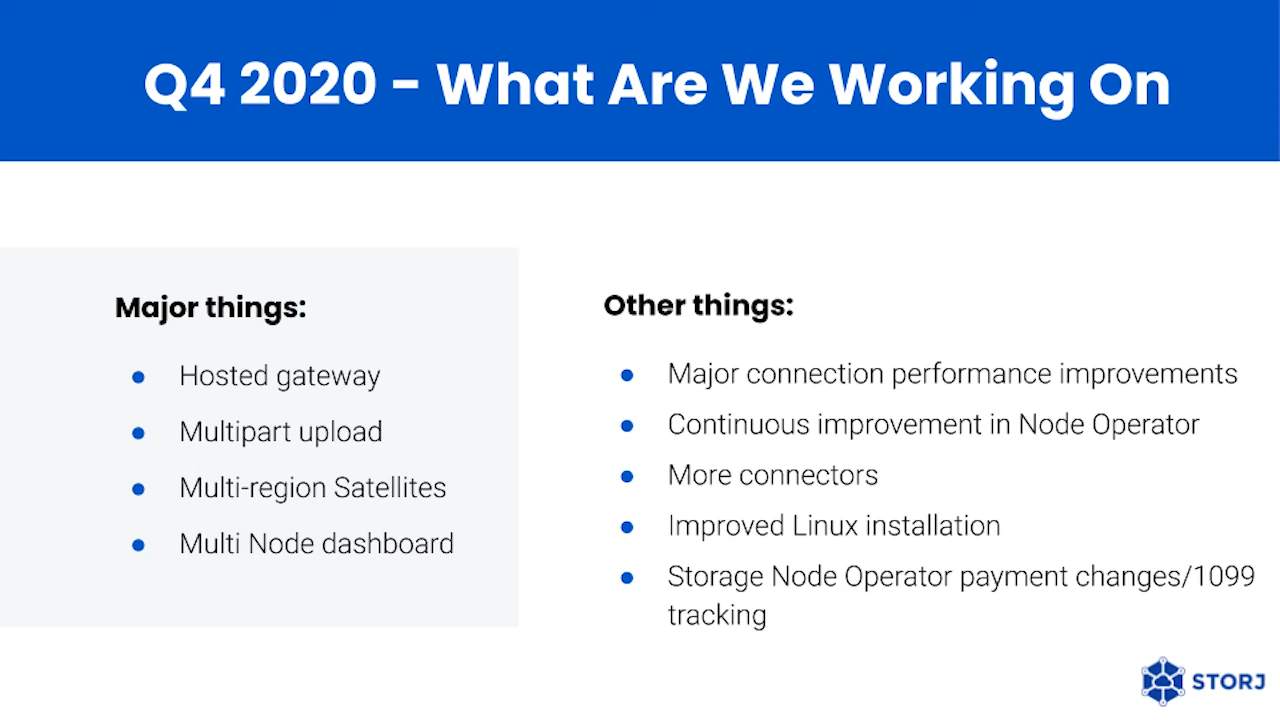 Q4 2020 - What Are We Working On
Major things:
Hosted gateway
Multipart upload
Multi-region Satellites
Multi Node dashboard
Other things:
Major connection performance improvements
Continuous improvement in Node Operator
More connectors
Improved Linux installation
Storage Node Operator payment changes/1099
tracking
STORJ